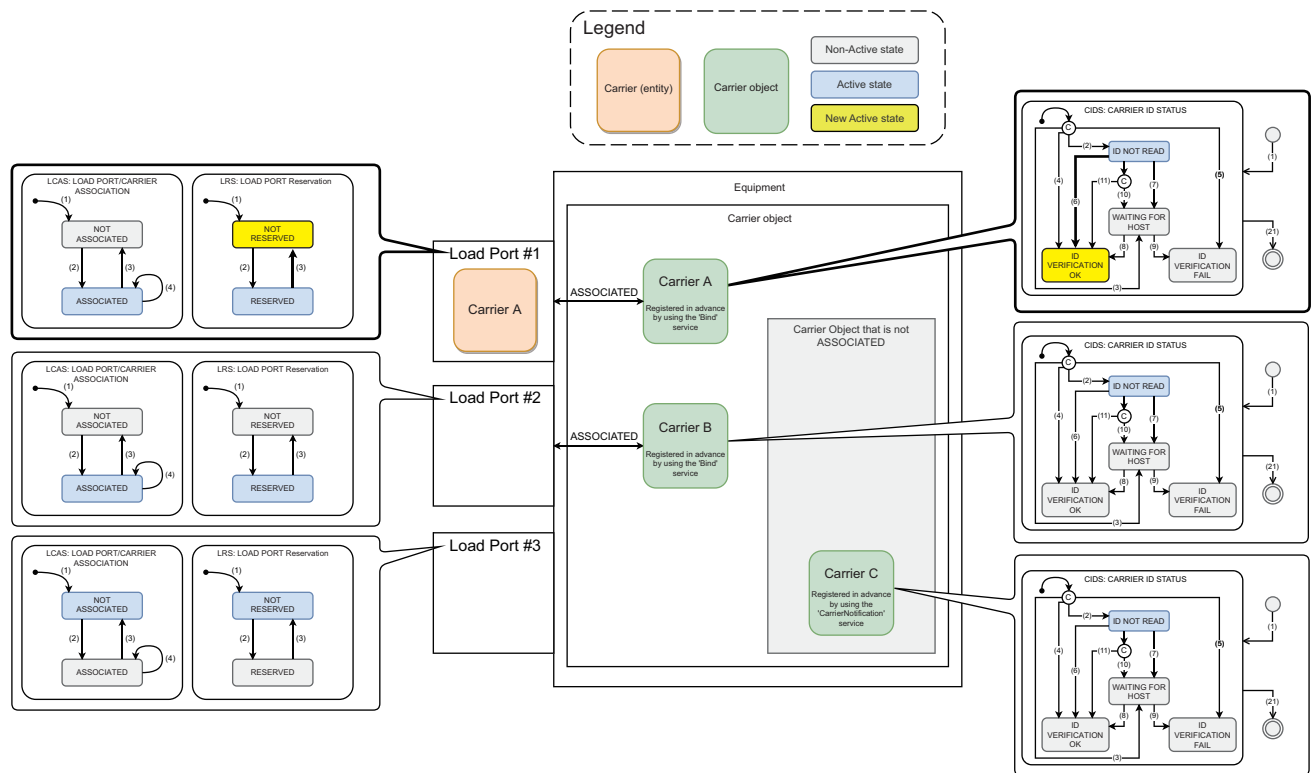 Legend
Carrier (entity)
Carrier object
Non-Active state
Active state
New Active state
LCAS: LOAD PORT/CARRIER
ASSOCIATION
(1)
NOT
ASSOCIATED
(2)
(3)
(4)
ASSOCIATED
LRS: LOAD PORT Reservation
(1)
NOT
RESERVED
(2)
(3)
RESERVED
LCAS: LOAD PORT/CARRIER
ASSOCIATION
(1)
NOT
ASSOCIATED
(2)
(3)
(4)
ASSOCIATED
LRS: LOAD PORT Reservation
(1)
NOT
RESERVED
(2)
(3)
RESERVED
LCAS: LOAD PORT/CARRIER
ASSOCIATION
(1)
NOT
ASSOCIATED
(2)
(3)
(4)
ASSOCIATED
LRS: LOAD PORT Reservation
(1)
NOT
RESERVED
(2)
(3)
RESERVED
Equipment
Carrier object
Load Port #1
Carrier A
ASSOCIATED
Carrier A
Registered in advance
by using the 'Bind'
service
Load Port #2
ASSOCIATED
Carrier B
Registered in advance
by using the 'Bind'
service
Load Port #3
Carrier Object that is not
ASSOCIATED
Carrier C
Registered in advance
by using the
'CarrierNotification'
service
CIDS: CARRIER ID STATUS
C
(2)
ID NOT READ
(1)
(4)
(11)
C
(7)
(5)
(6)
(10)
WAITING FOR
HOST
(21)
(8)
(9)
ID
VERIFICATION
OK
ID
VERIFICATION
FAIL
(3)
CIDS: CARRIER ID STATUS
C
(2)
ID NOT READ
(1)
(4)
(11)
C
(7)
(5)
(6)
(10)
WAITING FOR
HOST
(21)
(8)
(9)
ID
VERIFICATION
OK
ID
VERIFICATION
FAIL
(3)
CIDS: CARRIER ID STATUS
C
(2)
ID NOT READ
(1)
(4)
(11)
C
(7)
(5)
(6)
(10)
WAITING FOR
HOST
(21)
(8)
(9)
ID
VERIFICATION
OK
ID
VERIFICATION
FAIL
(3)